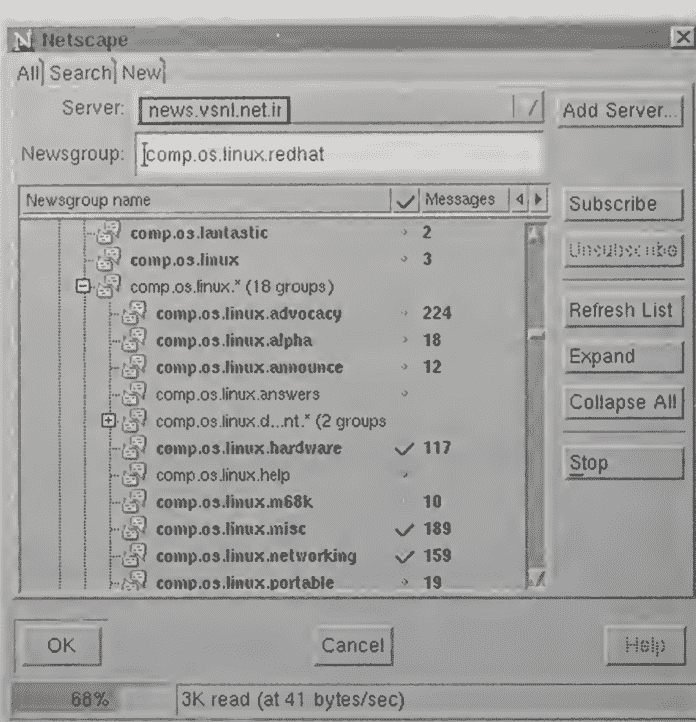 Netscape
All Search New
Server: news.vsnl.net.ir Add Server...
Newsgroup: comp.os.linux.redhat
Newsgroup name Messages
Subscribe
comp.os.lantastic 2
comp.os.linux 3
Unsubscribe
comp.os.linux.* (18 groups)
comp.os.linux.advocacy 224
Refresh List
comp.os.linux.alpha 18
comp.os.linux.announce 12
Expand
comp.os.linux.answers
Collapse All
comp.os.linux.d...nt.* (2 groups
comp.os.linux.hardware 117
Stop
comp.os.linux.help
comp.os.linux.m68k 10
comp.os.linux.misc 189
comp.os.linux.networking 159
comp.os.linux.portable 19
OK Cancel Help
68% 3K read (at 41 bytes/sec)